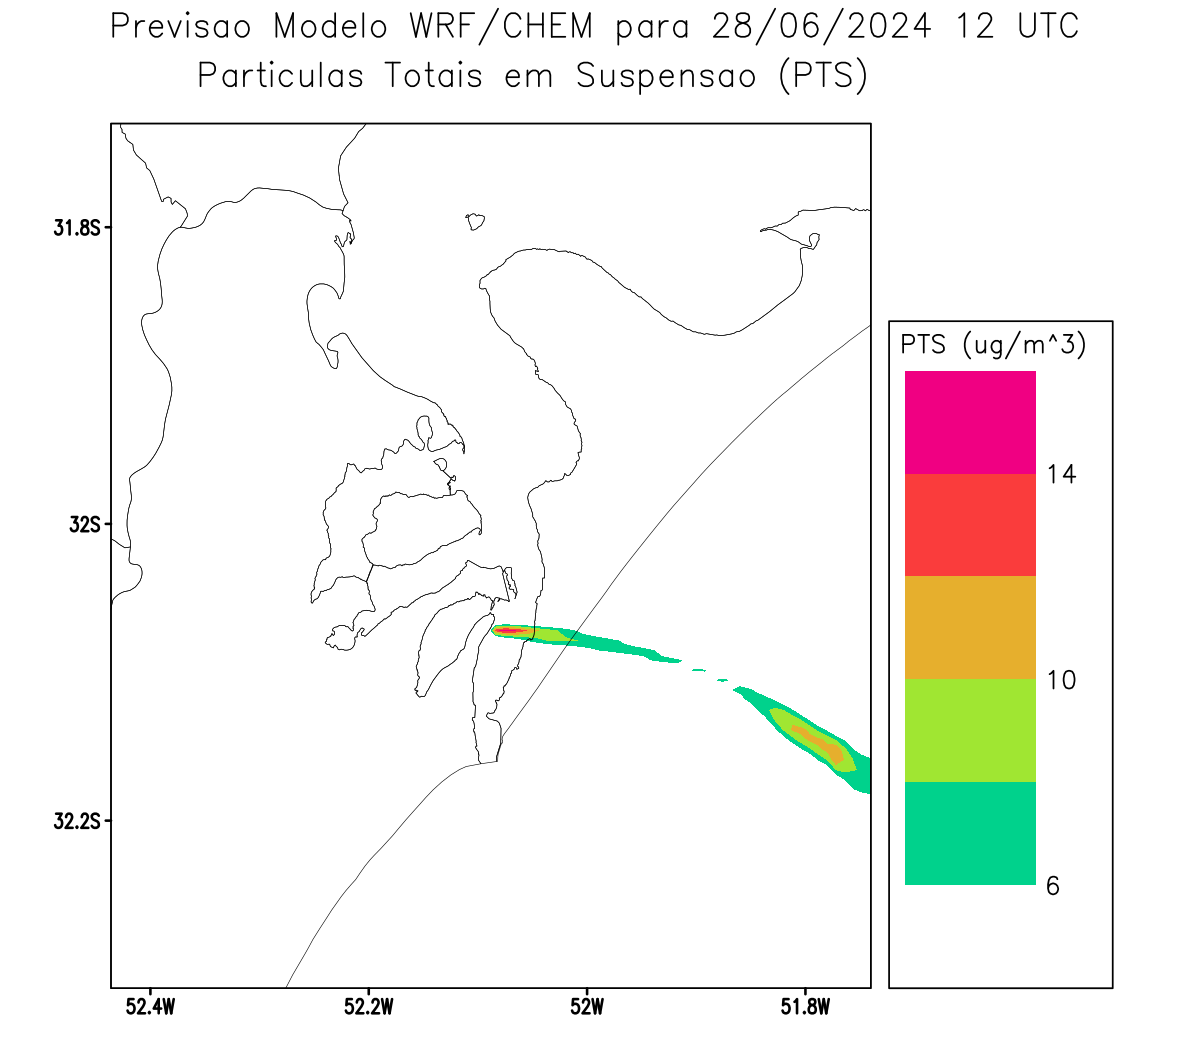 Previsao Modelo WRF/CHEM para 28/06/2024 12 UTC
Particulas Totais em Suspensao (PTS)
31.8S
32S
32.2S
52.4W
52.2W
52W
51.8W
PTS (ug/m^3)
14
10
6